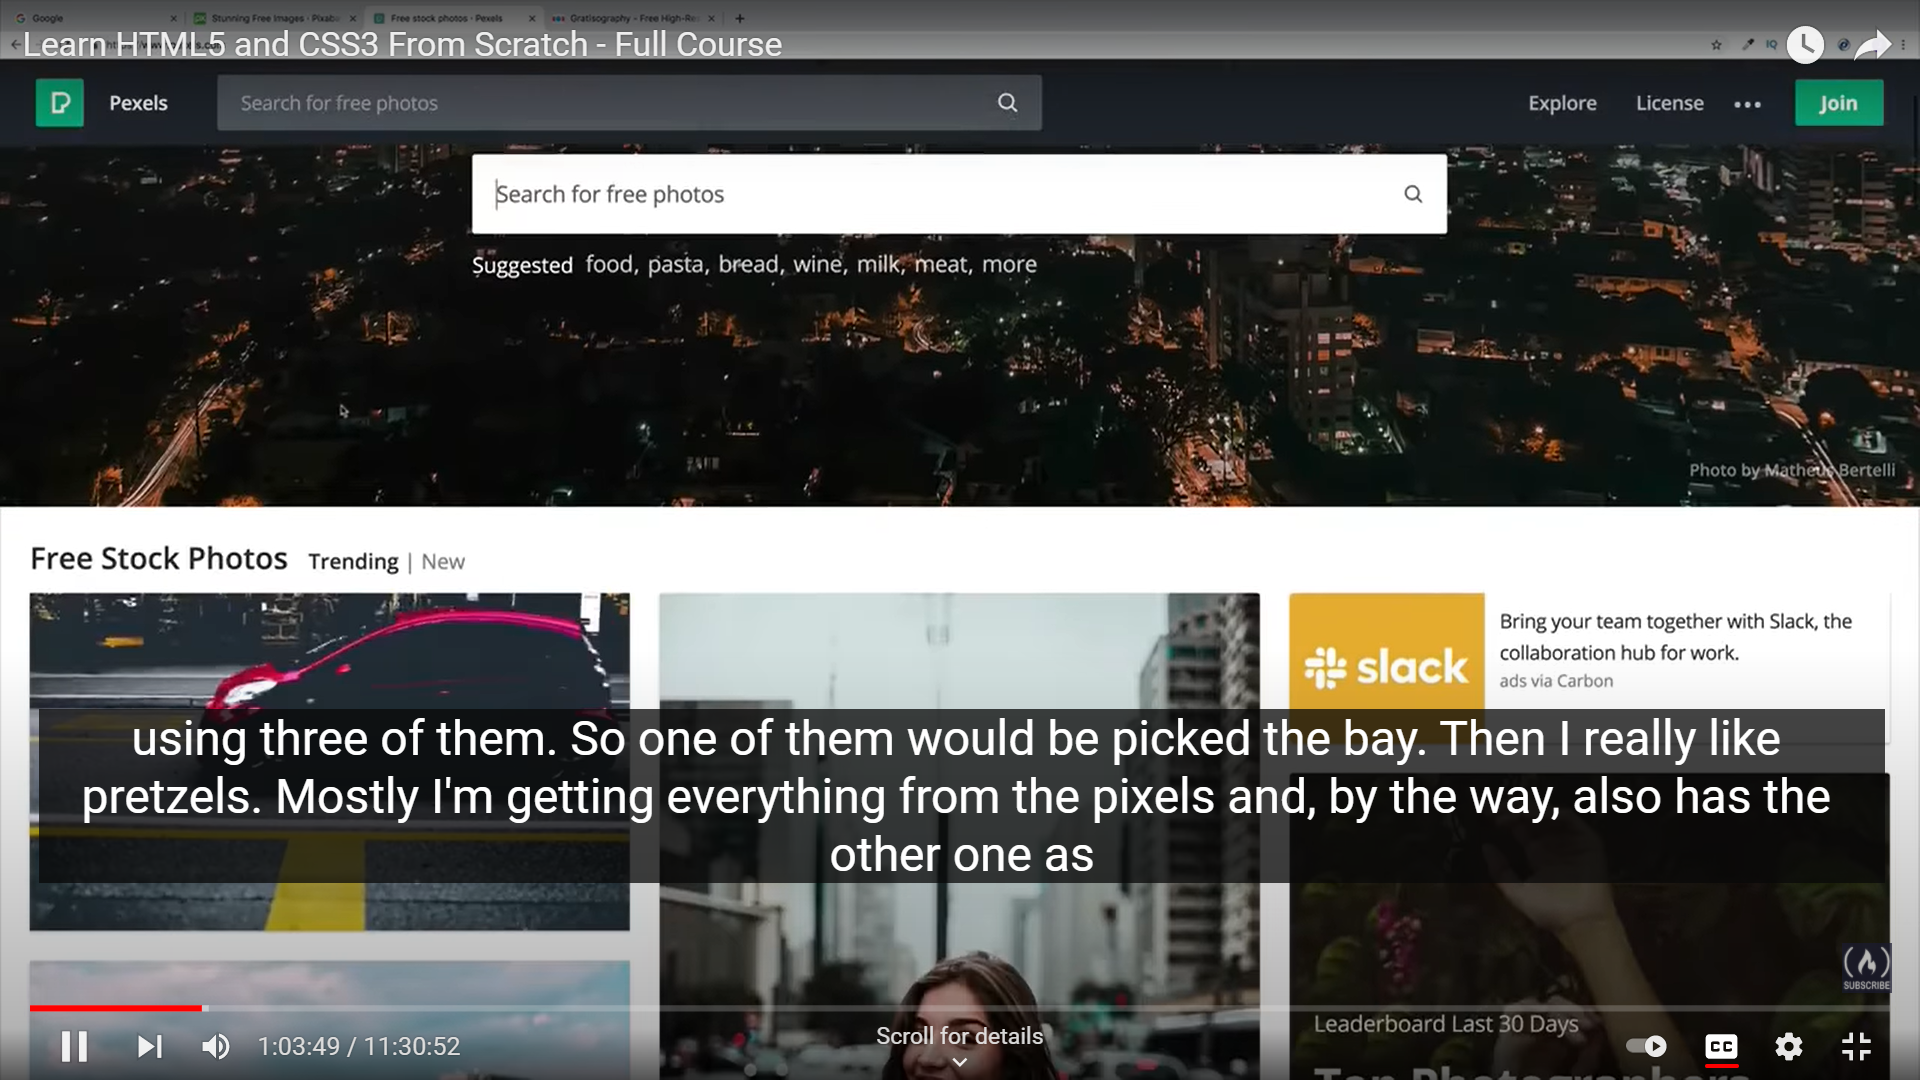 Google
Stunning Free Images · Pixaba
Free stock photos · Pexels
Gratisography - Free High-Res
Learn HTML5 and CSS3 From Scratch - Full Course
Pexels
Search for free photos
Explore
License
Join
Search for free photos
Suggested food, pasta, bread, wine, milk, meat, more
Photo by Matheus Bertelli
Free Stock Photos Trending | New
slack
Bring your team together with Slack, the
collaboration hub for work.
ads via Carbon
using three of them. So one of them would be picked the bay. Then I really like
pretzels. Mostly I'm getting everything from the pixels and, by the way, also has the
other one as
SUBSCRIBE
Leaderboard Last 30 Days
Top Photographers
1:03:49 / 11:30:52
Scroll for details
CC